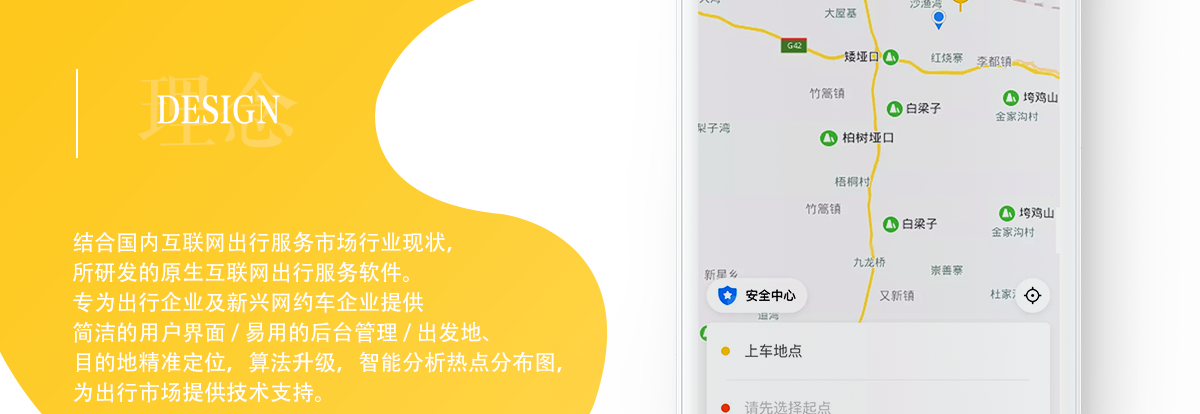 理念
DESIGN
结合国内互联网出行服务市场行业现状,
所研发的原生互联网出行服务软件。
专为出行企业及新兴网约车企业提供
简洁的用户界面 / 易用的后台管理 / 出发地、
目的地精准定位, 算法升级, 智能分析热点分布图,
为出行市场提供技术支持。
大屋基
沙渔湾
G42
矮垭口
红烧寨
李都镇
竹篙镇
白梁子
垮鸡山
金家沟村
梨子湾
柏树垭口
梧桐村
竹篙镇
白梁子
垮鸡山
金家沟村
九龙桥
新星乡
崇善寨
安全中心
又新镇
杜家
上车地点
请先选择起点